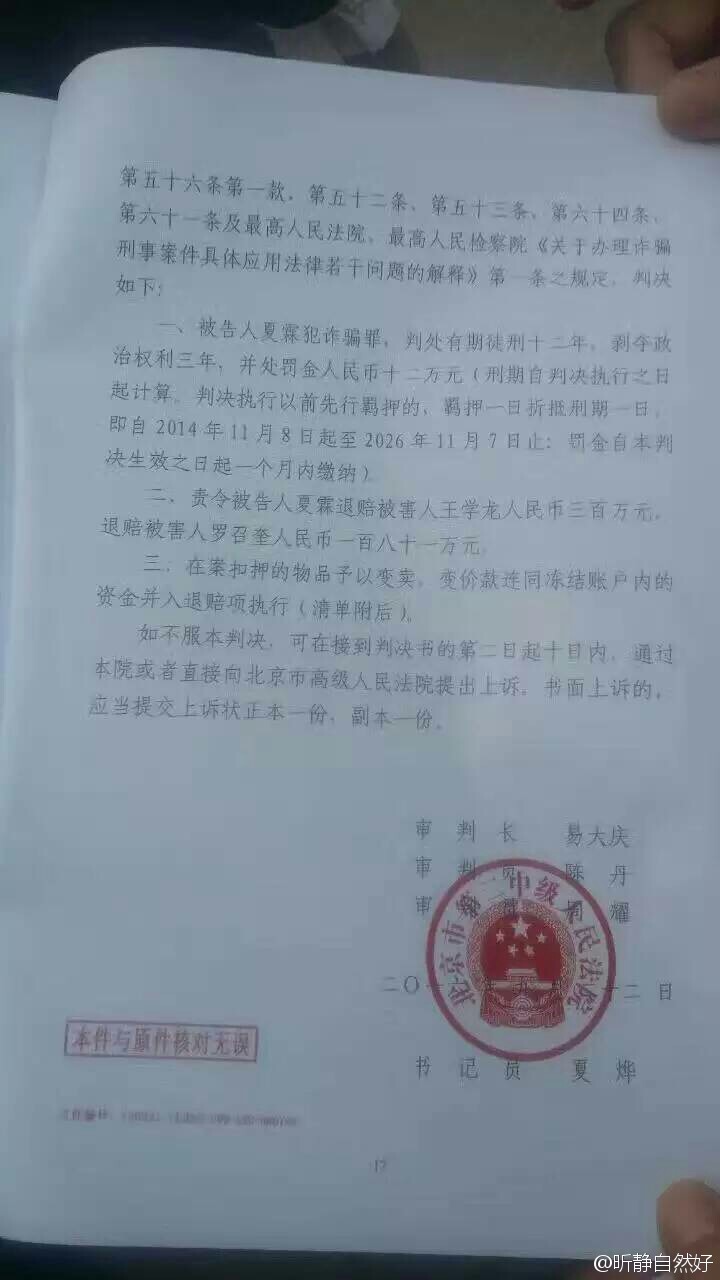 第五十六条第一款、第五十二条、第五十三条、第六十四条、
第六十一条及最高人民法院、最高人民检察院《关于办理诈骗
刑事案件具体应用法律若干问题的解释》第一条之规定，判决
如下：
一、被告人夏霖犯诈骗罪，判处有期徒刑十二年，剥夺政
治权利三年，并处罚金人民币十二万元（刑期自判决执行之日
起计算。判决执行以前先行羁押的，羁押一日折抵刑期一日，
即自2014年11月8日起至2026年11月7日止；罚金自本判
决生效之日起一个月内缴纳）。
二、责令被告人夏霖退赔被害人王学龙人民币三百万元，
退赔被害人罗召奎人民币一百八十一万元。
三、在案扣押的物品予以变卖，变价款连同冻结账户内的
资金并入退赔项执行（清单附后）。
如不服本判决，可在接到判决书的第二日起十日内，通过
本院或者直接向北京市高级人民法院提出上诉。书面上诉的，
应当提交上诉状正本一份，副本一份。
审 判 长 易大庆
审 判 员 陈 丹
审 判 员 周 耀
北京市第二中级人民法院
二〇十 年九月 十二 日
本件与原件核对无误
书 记 员 夏 烨
17
@昕静自然好